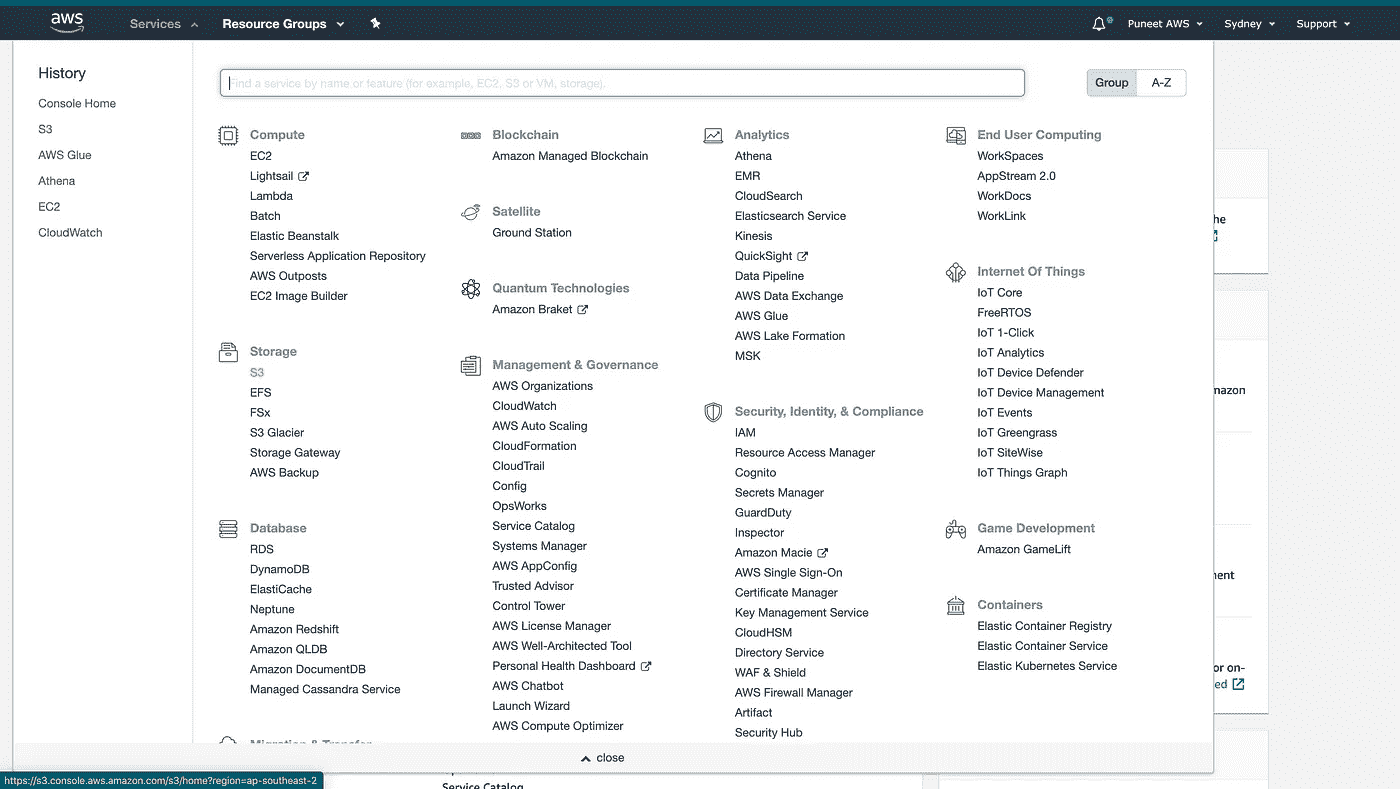 aws
Services
Resource Groups
Puneet AWS
Sydney
Support
History
Console Home
S3
AWS Glue
Athena
EC2
CloudWatch
Find a service by name or feature (for example, EC2, S3 or VM, storage).
Group
A-Z
Compute
EC2
Lightsail
Lambda
Batch
Elastic Beanstalk
Serverless Application Repository
AWS Outposts
EC2 Image Builder
Storage
S3
EFS
FSx
S3 Glacier
Storage Gateway
AWS Backup
Database
RDS
DynamoDB
ElastiCache
Neptune
Amazon Redshift
Amazon QLDB
Amazon DocumentDB
Managed Cassandra Service
Migration & Transfer
Blockchain
Amazon Managed Blockchain
Satellite
Ground Station
Quantum Technologies
Amazon Braket
Management & Governance
AWS Organizations
CloudWatch
AWS Auto Scaling
CloudFormation
CloudTrail
Config
OpsWorks
Service Catalog
Systems Manager
AWS AppConfig
Trusted Advisor
Control Tower
AWS License Manager
AWS Well-Architected Tool
Personal Health Dashboard
AWS Chatbot
Launch Wizard
AWS Compute Optimizer
Analytics
Athena
EMR
CloudSearch
Elasticsearch Service
Kinesis
QuickSight
Data Pipeline
AWS Data Exchange
AWS Glue
AWS Lake Formation
MSK
Security, Identity, & Compliance
IAM
Resource Access Manager
Cognito
Secrets Manager
GuardDuty
Inspector
Amazon Macie
AWS Single Sign-On
Certificate Manager
Key Management Service
CloudHSM
Directory Service
WAF & Shield
AWS Firewall Manager
Artifact
Security Hub
End User Computing
WorkSpaces
AppStream 2.0
WorkDocs
WorkLink
Internet Of Things
IoT Core
FreeRTOS
IoT 1-Click
IoT Analytics
IoT Device Defender
IoT Device Management
IoT Events
IoT Greengrass
IoT SiteWise
IoT Things Graph
Game Development
Amazon GameLift
Containers
Elastic Container Registry
Elastic Container Service
Elastic Kubernetes Service
he
mazon
nent
or on-
ed
close
https://s3.console.aws.amazon.com/s3/home?region=ap-southeast-2
Service Catalog